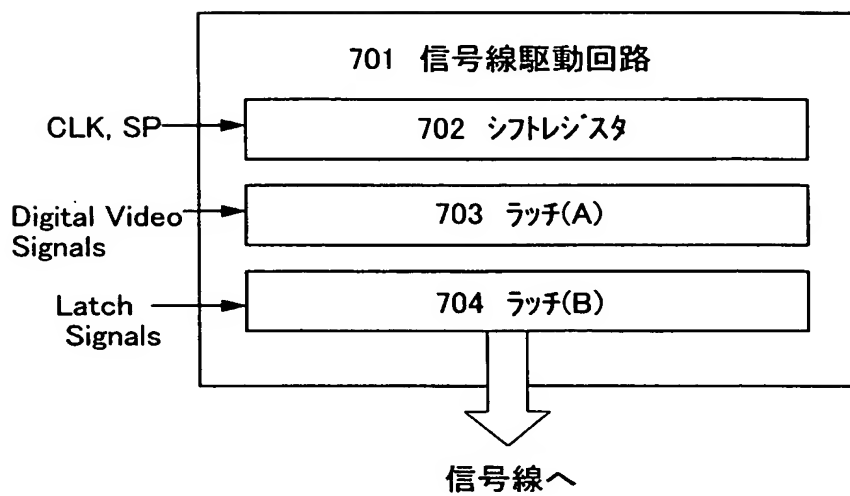 701 信号線駆動回路
CLK, SP
702 シフトレジスタ
Digital Video
Signals
703 ラッチ(A)
Latch
Signals
704 ラッチ(B)
信号線へ